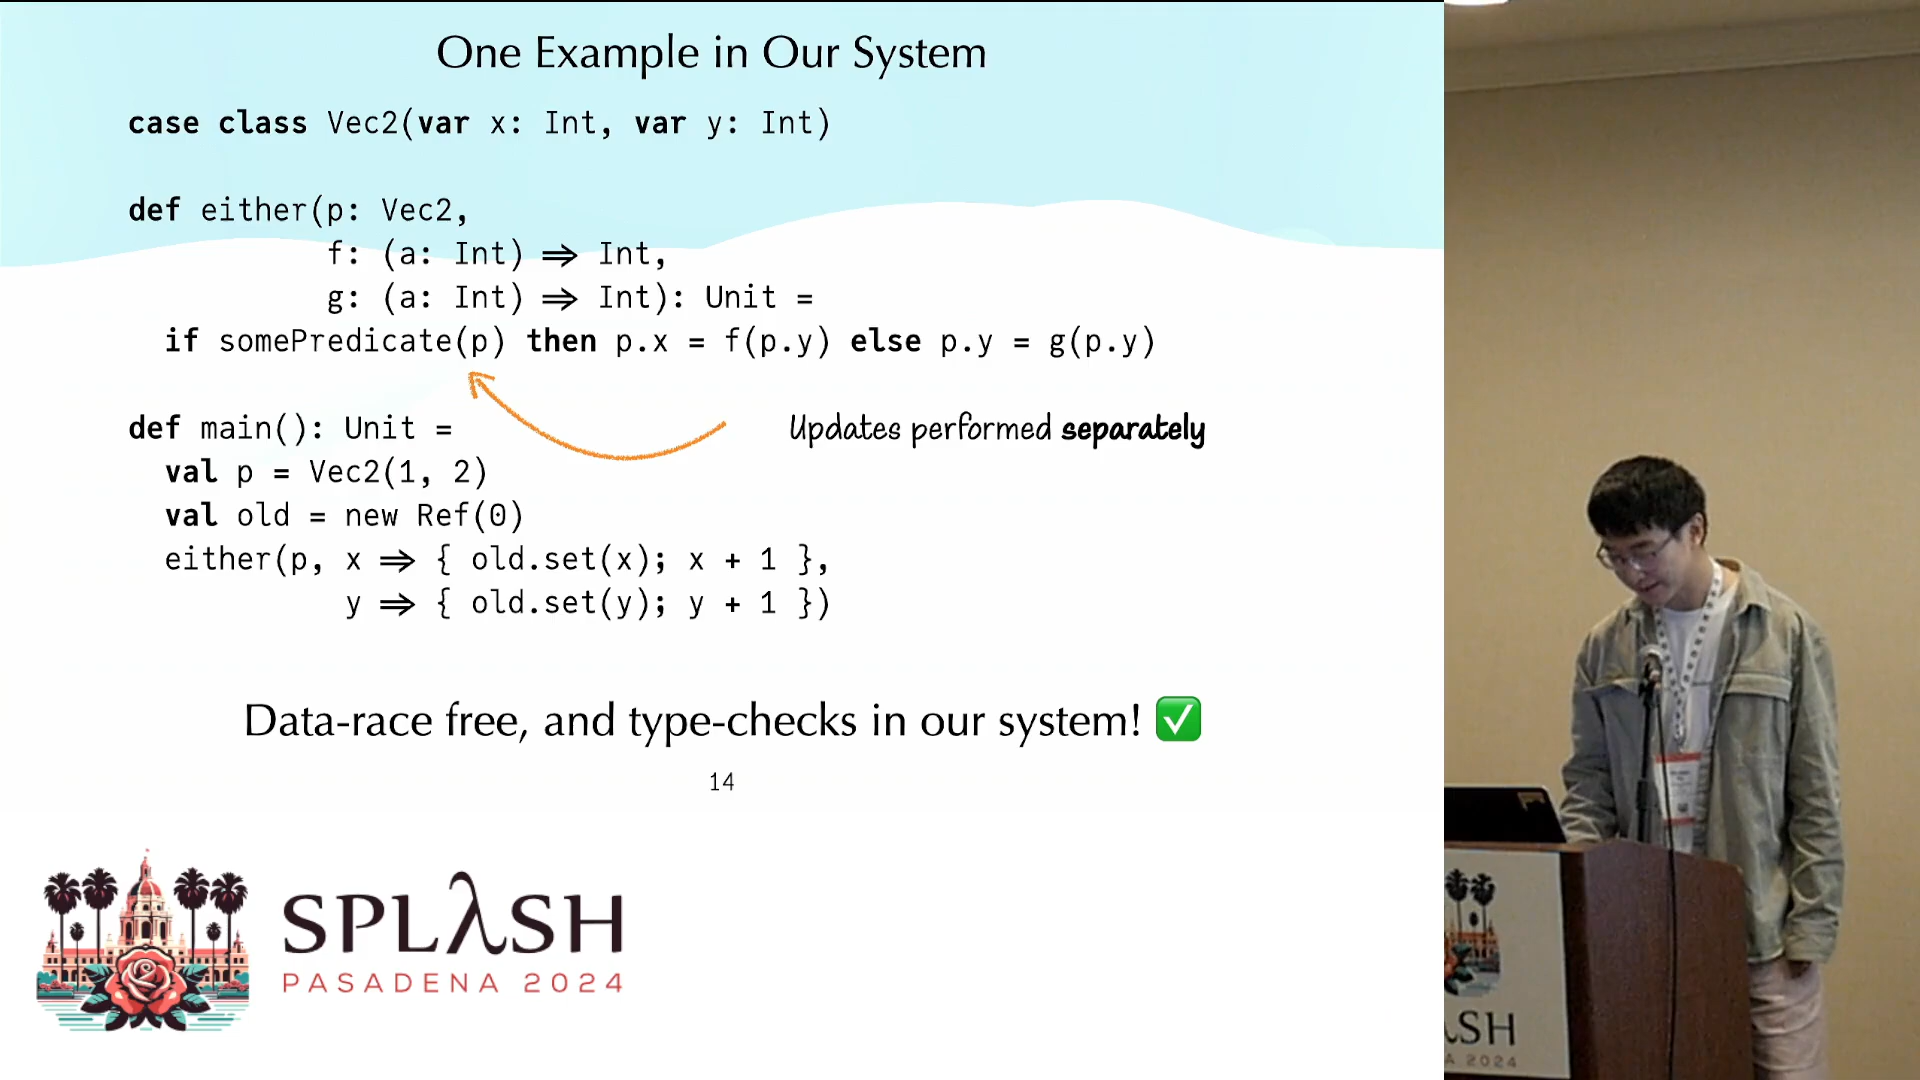 One Example in Our System
case class Vec2(var x: Int, var y: Int)
def either(p: Vec2,
f: (a: Int) ⇒ Int,
g: (a: Int) ⇒ Int): Unit =
if somePredicate(p) then p.x = f(p.y) else p.y = g(p.y)
def main(): Unit =
Updates performed separately
val p = Vec2(1, 2)
val old = new Ref(0)
either(p, x ⇒ { old.set(x); x + 1 },
y ⇒ { old.set(y); y + 1 })
Data-race free, and type-checks in our system! ✅
14
SPLλSH
PASADENA 2024
SH
A 2024